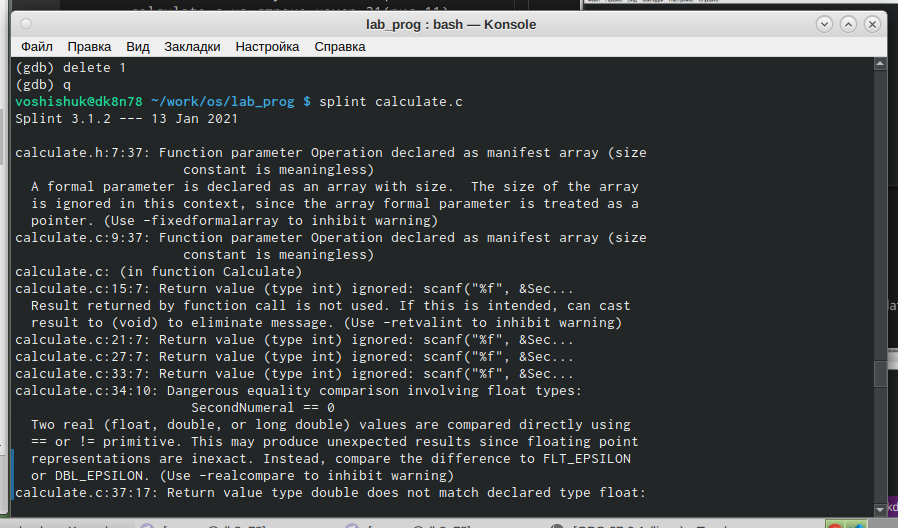 lab_prog : bash — Konsole
Файл Правка Вид Закладки Настройка Справка
(gdb) delete 1
(gdb) q
voshishuk@dk8n78 ~/work/os/lab_prog $ splint calculate.c
Splint 3.1.2 --- 13 Jan 2021
calculate.h:7:37: Function parameter Operation declared as manifest array (size
constant is meaningless)
A formal parameter is declared as an array with size.  The size of the array
is ignored in this context, since the array formal parameter is treated as a
pointer. (Use -fixedformalarray to inhibit warning)
calculate.c:9:37: Function parameter Operation declared as manifest array (size
constant is meaningless)
calculate.c: (in function Calculate)
calculate.c:15:7: Return value (type int) ignored: scanf("%f", &Sec...
Result returned by function call is not used. If this is intended, can cast
result to (void) to eliminate message. (Use -retvalint to inhibit warning)
calculate.c:21:7: Return value (type int) ignored: scanf("%f", &Sec...
calculate.c:27:7: Return value (type int) ignored: scanf("%f", &Sec...
calculate.c:33:7: Return value (type int) ignored: scanf("%f", &Sec...
calculate.c:34:10: Dangerous equality comparison involving float types:
SecondNumeral == 0
Two real (float, double, or long double) values are compared directly using
== or != primitive. This may produce unexpected results since floating point
representations are inexact. Instead, compare the difference to FLT_EPSILON
or DBL_EPSILON. (Use -realcompare to inhibit warning)
calculate.c:37:17: Return value type double does not match declared type float: